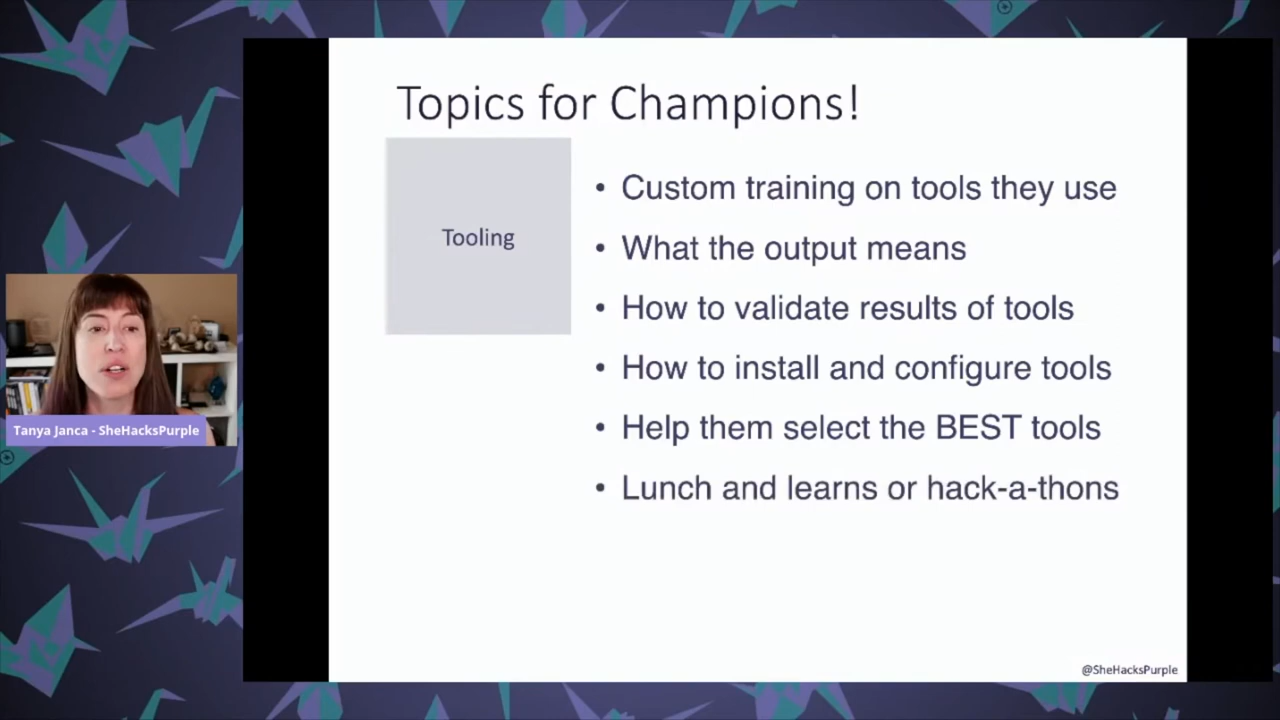 Topics for Champions!
Tooling
• Custom training on tools they use
• What the output means
• How to validate results of tools
• How to install and configure tools
• Help them select the BEST tools
• Lunch and learns or hack-a-thons
Tanya Janca - SheHacksPurple
@SheHacksPurple